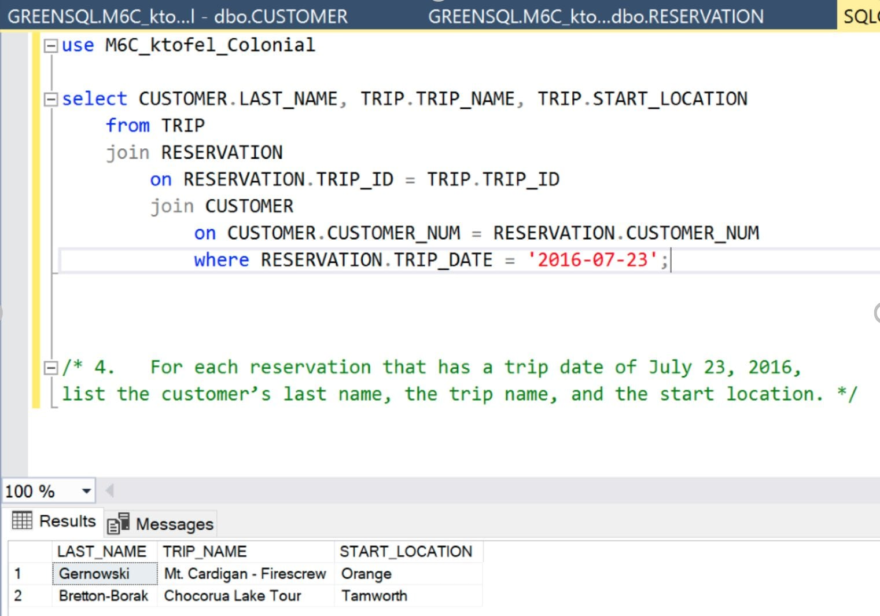 GREENSQL.M6C_kto...l - dbo.CUSTOMER GREENSQL.M6C_kto...dbo.RESERVATION SQL
use M6C_ktofel_Colonial
select CUSTOMER.LAST_NAME, TRIP.TRIP_NAME, TRIP.START_LOCATION
from TRIP
join RESERVATION
on RESERVATION.TRIP_ID = TRIP.TRIP_ID
join CUSTOMER
on CUSTOMER.CUSTOMER_NUM = RESERVATION.CUSTOMER_NUM
where RESERVATION.TRIP_DATE = '2016-07-23';
/* 4. For each reservation that has a trip date of July 23, 2016,
list the customer’s last name, the trip name, and the start location. */
100 %
Results Messages
LAST_NAME TRIP_NAME START_LOCATION
1 Gernowski Mt. Cardigan - Firescrew Orange
2 Bretton-Borak Chocorua Lake Tour Tamworth